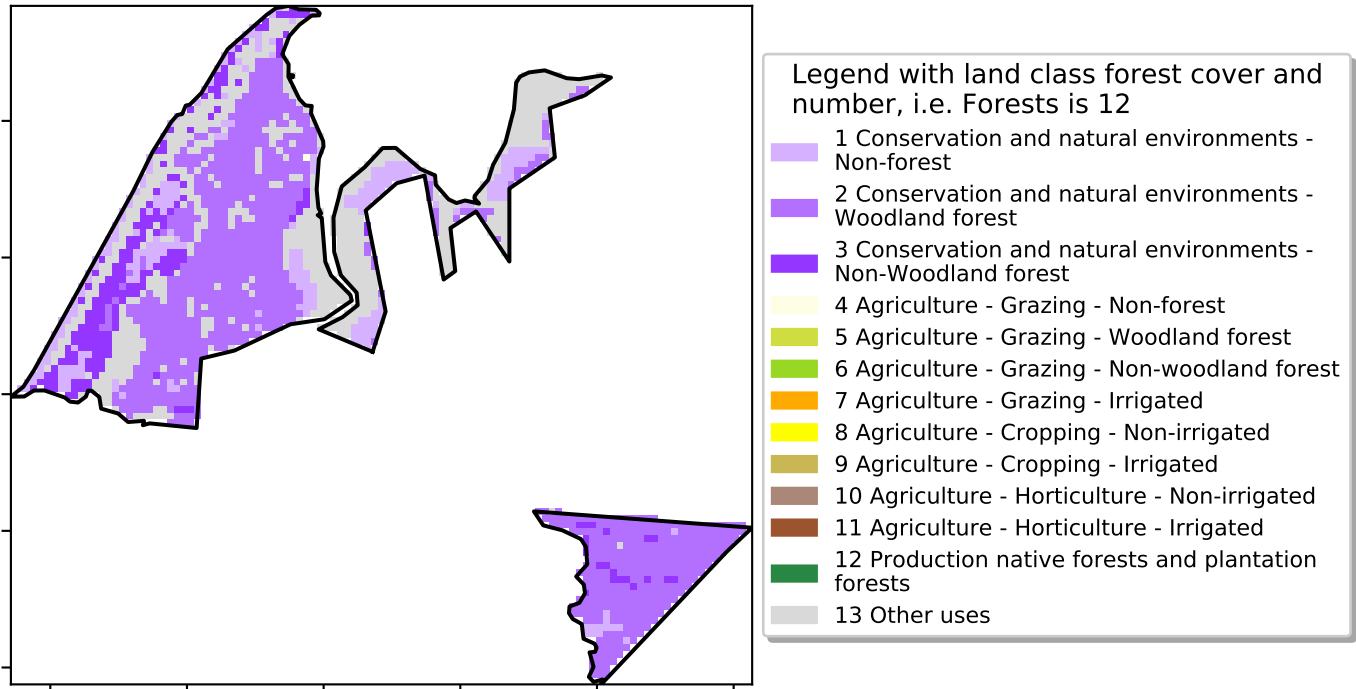 Legend with land class forest cover and
number, i.e. Forests is 12
1 Conservation and natural environments -
Non-forest
2 Conservation and natural environments -
Woodland forest
3 Conservation and natural environments -
Non-Woodland forest
4 Agriculture - Grazing - Non-forest
5 Agriculture - Grazing - Woodland forest
6 Agriculture - Grazing - Non-woodland forest
7 Agriculture - Grazing - Irrigated
8 Agriculture - Cropping - Non-irrigated
9 Agriculture - Cropping - Irrigated
10 Agriculture - Horticulture - Non-irrigated
11 Agriculture - Horticulture - Irrigated
12 Production native forests and plantation
forests
13 Other uses